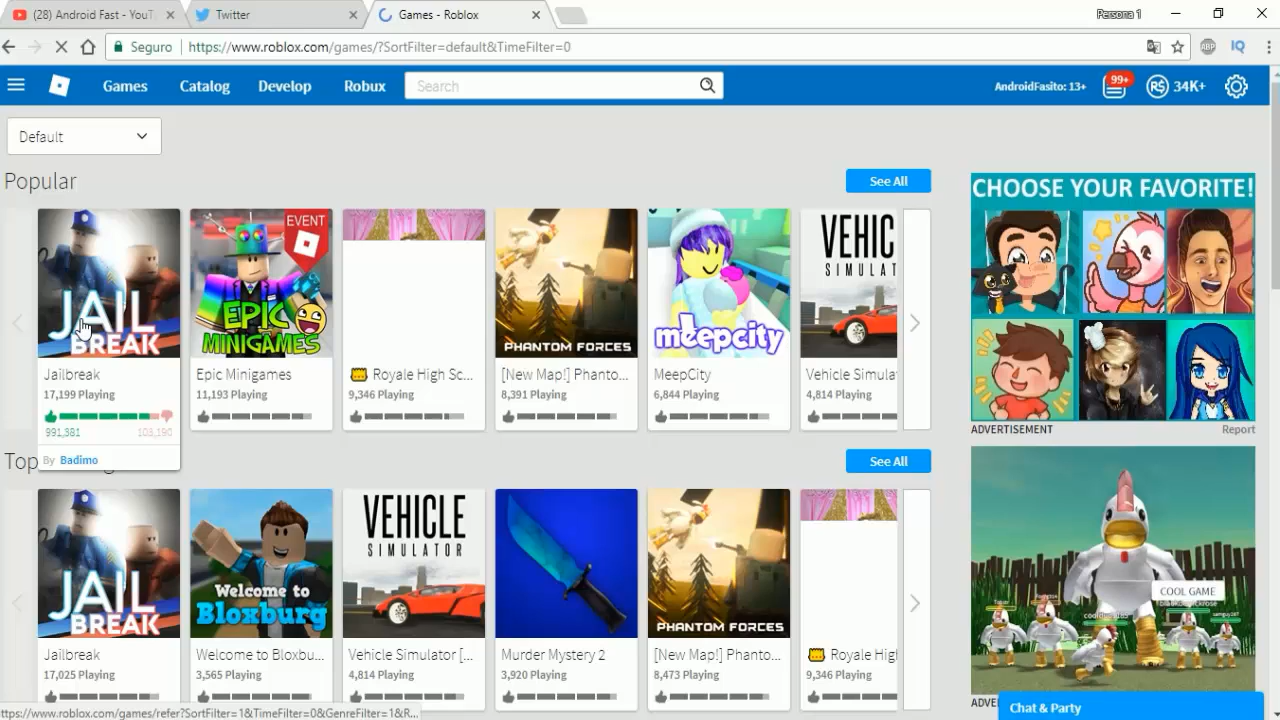 (28) Android Fast - YouT
Twitter
Games - Roblox
Persona 1
Seguro
https://www.roblox.com/games/?SortFilter=default&TimeFilter=0
ABP
IQ
Games
Catalog
Develop
Robux
Search
AndroidFasito: 13+
99+
R$
34K+
Default
Popular
See All
JAIL
BREAK
EVENT
EPIC
MINIGAMES
PHANTOM FORCES
meepcity
VEHIC
SIMULAT
Jailbreak
Epic Minigames
Royale High Sc...
[New Map!] Phanto...
MeepCity
Vehicle Simula
17,199 Playing
11,193 Playing
9,346 Playing
8,391 Playing
6,844 Playing
4,814 Playing
991,381
108,190
By Badimo
CHOOSE YOUR FAVORITE!
ADVERTISEMENT
Report
Top
g
See All
JAIL
BREAK
Welcome to
Bloxburg
VEHICLE
SIMULATOR
PHANTOM FORCES
Jailbreak
Welcome to Bloxbu...
Vehicle Simulator [...
Murder Mystery 2
[New Map!] Phanto...
Royale High
17,025 Playing
3,565 Playing
4,814 Playing
3,920 Playing
8,473 Playing
9,346 Playing
COOL GAME
ADVE
Chat & Party
https://www.roblox.com/games/refer?SortFilter=1&TimeFilter=0&GenreFilter=1&R...